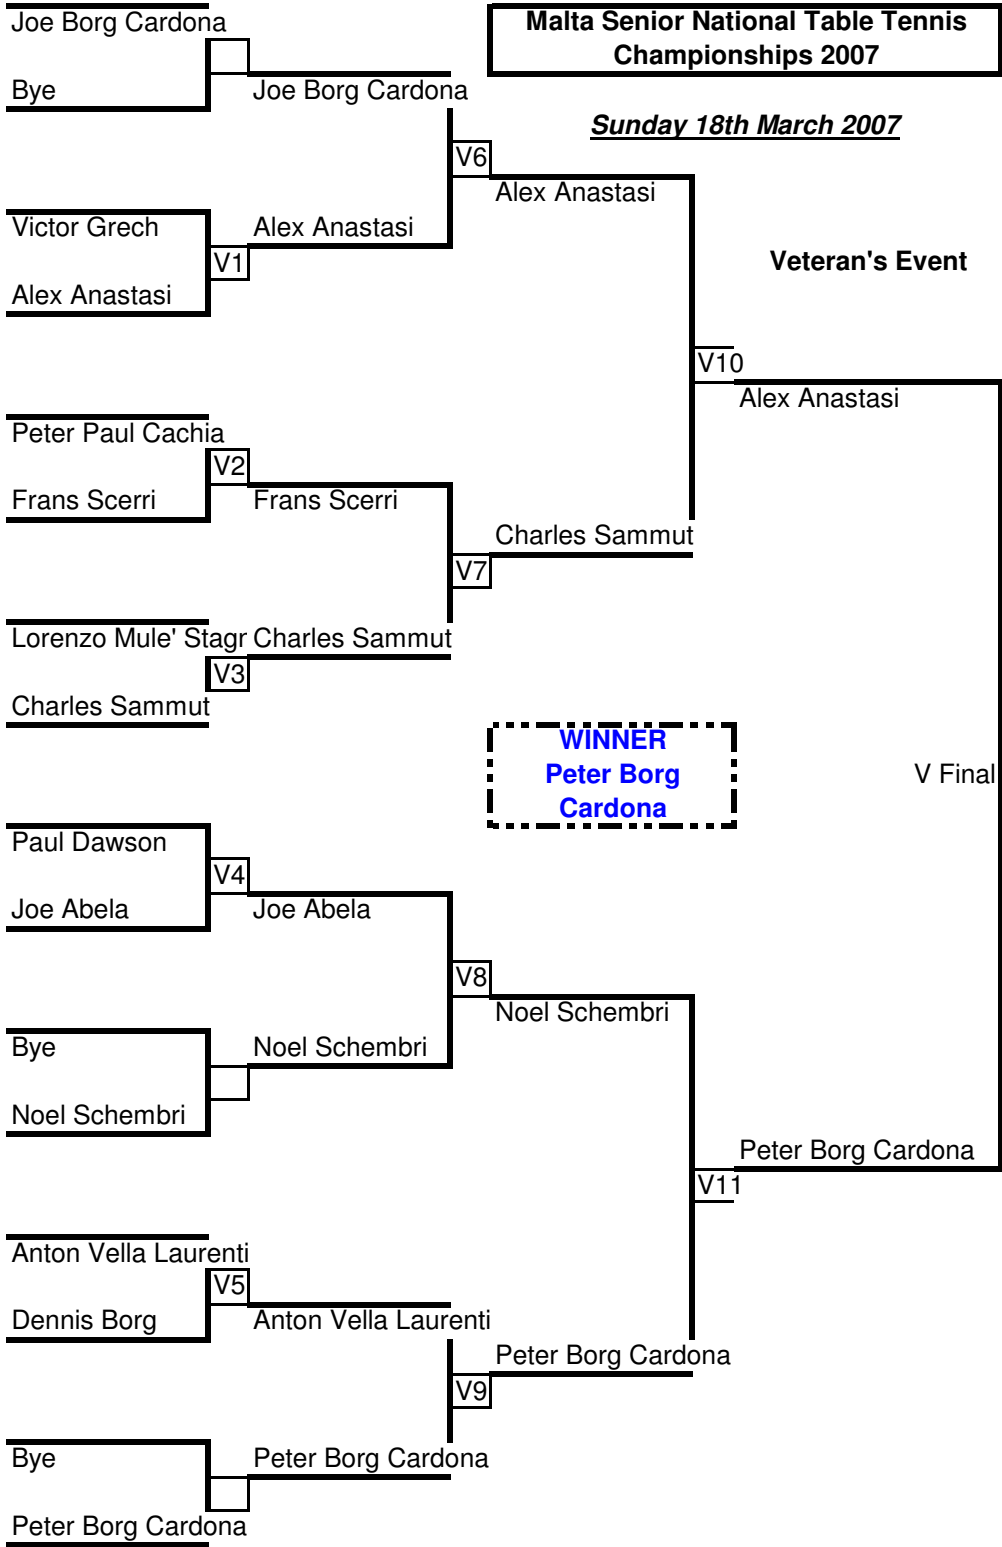 Joe Borg Cardona
Malta Senior National Table Tennis
Championships 2007
Bye
Joe Borg Cardona
Sunday 18th March 2007
V6
Alex Anastasi
Victor Grech
Alex Anastasi
V1
Veteran's Event
Alex Anastasi
V10
Alex Anastasi
Peter Paul Cachia
V2
Frans Scerri
Frans Scerri
Charles Sammut
V7
Lorenzo Mule' Stagr
Charles Sammut
V3
Charles Sammut
WINNER
Peter Borg
Cardona
V Final
Paul Dawson
V4
Joe Abela
Joe Abela
V8
Noel Schembri
Bye
Noel Schembri
Noel Schembri
Peter Borg Cardona
V11
Anton Vella Laurenti
V5
Dennis Borg
Anton Vella Laurenti
Peter Borg Cardona
V9
Bye
Peter Borg Cardona
Peter Borg Cardona